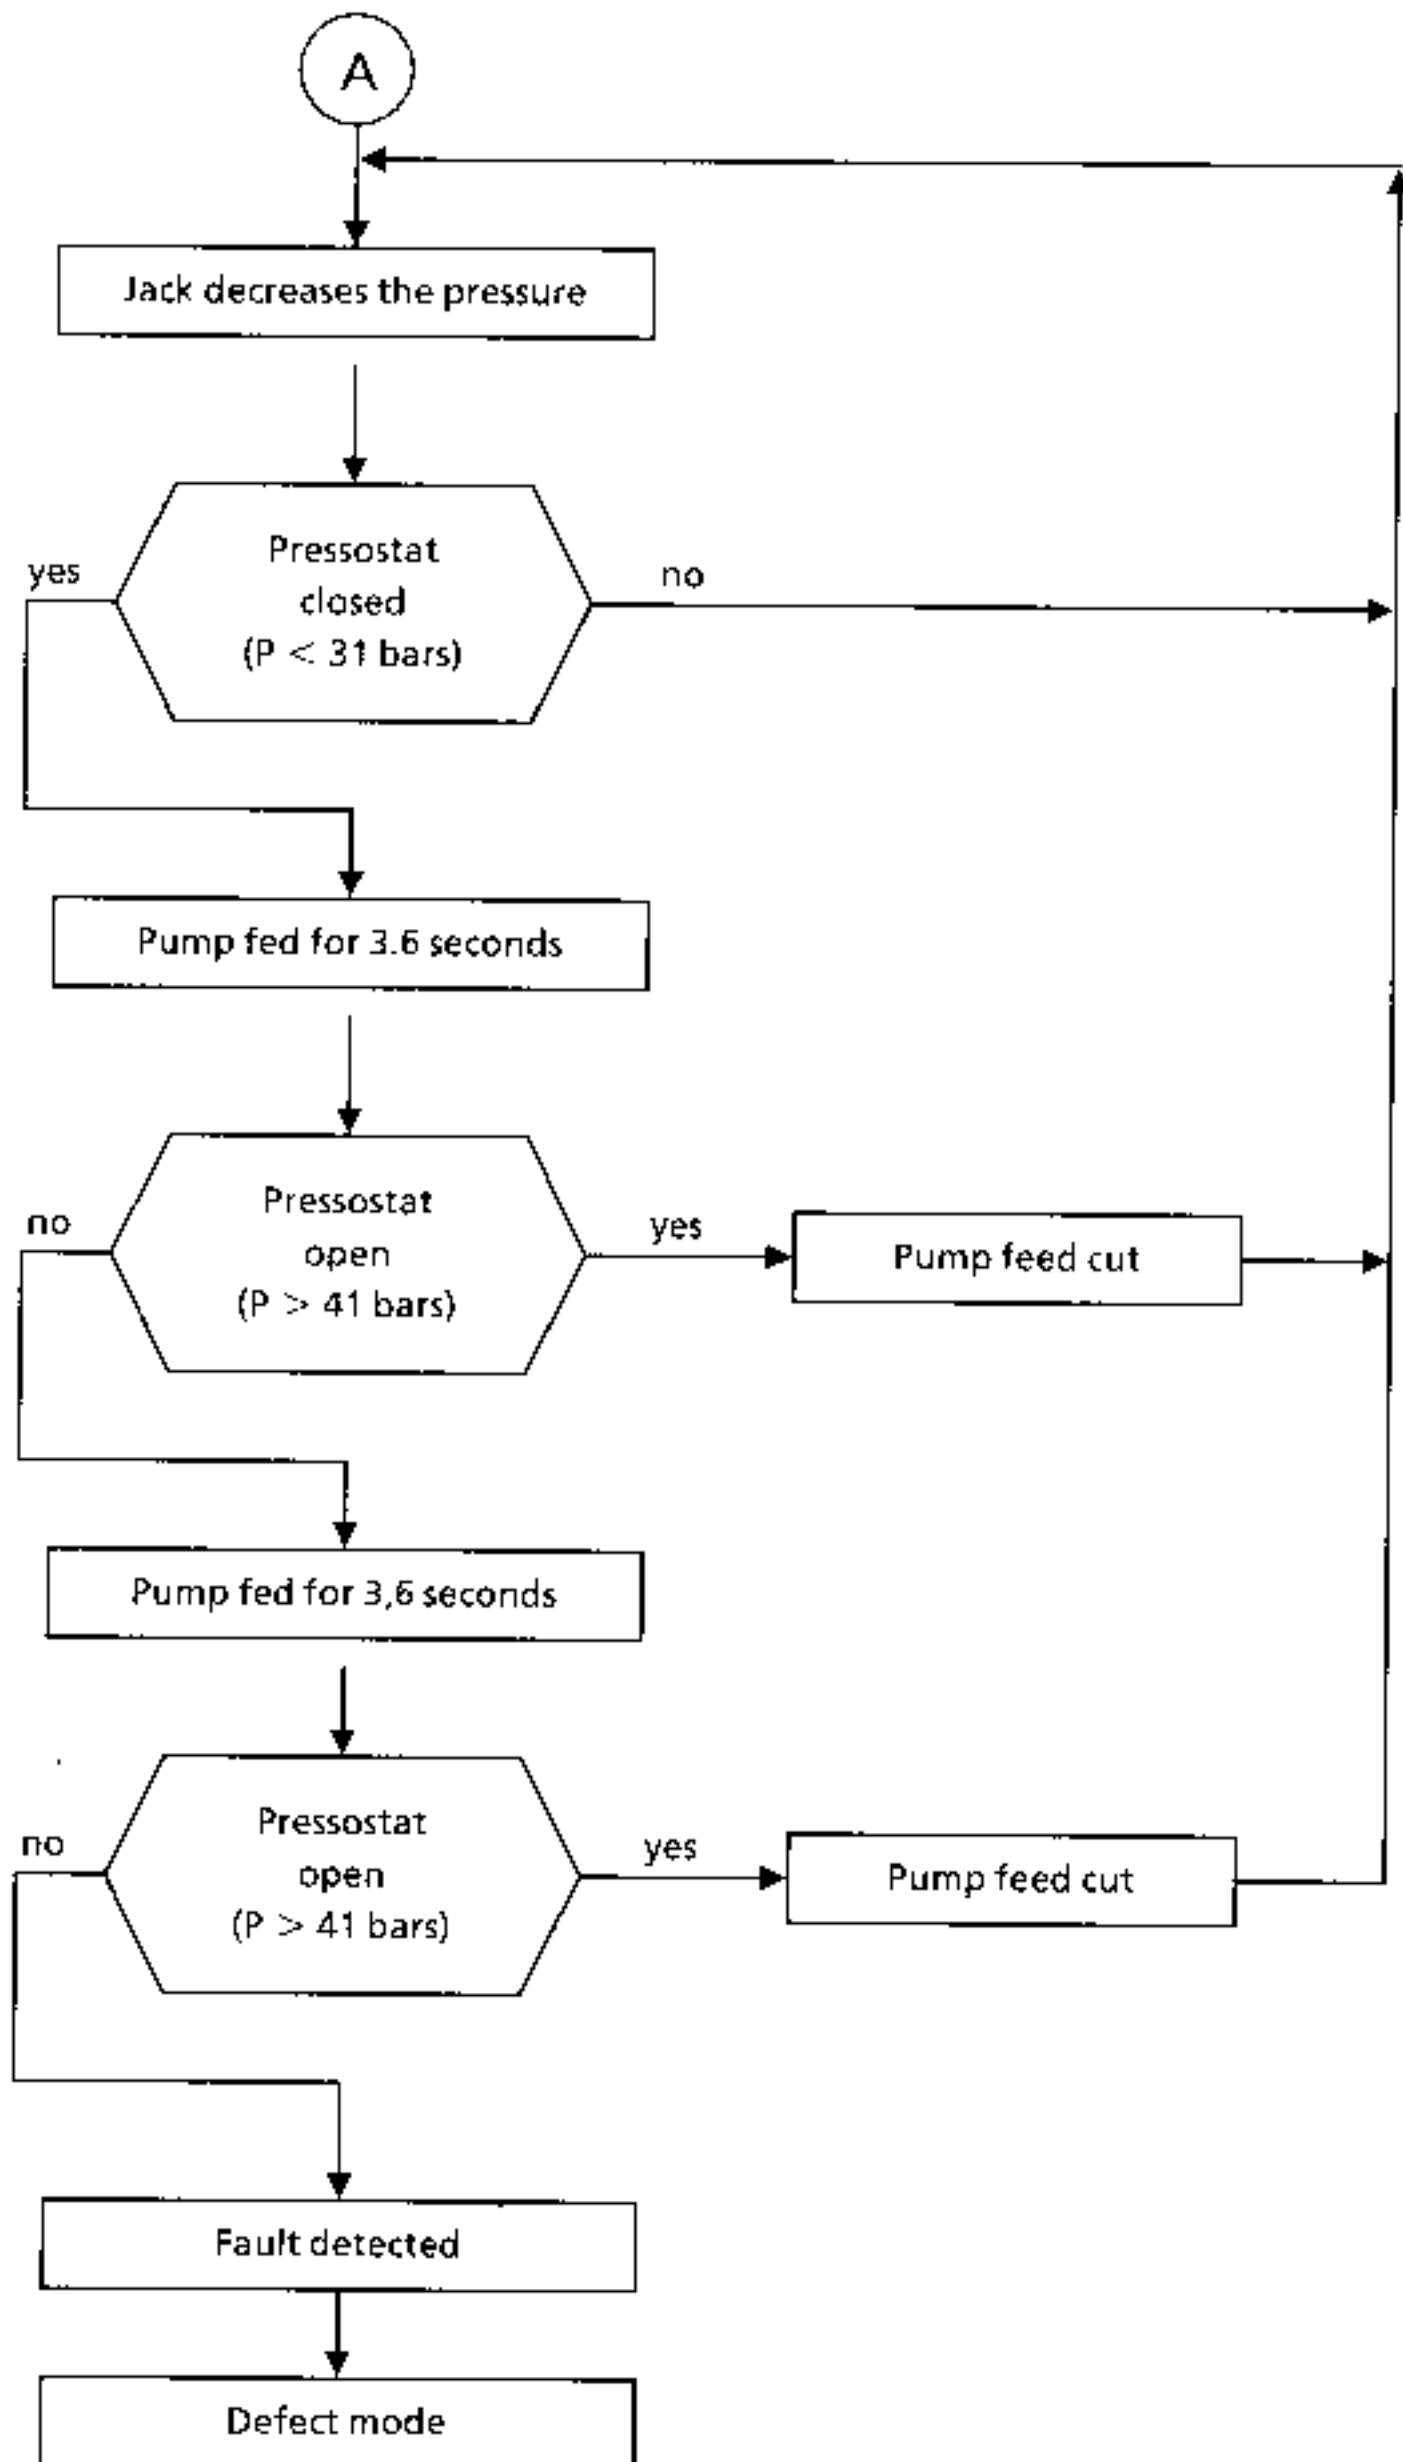 A
Jack decreases the pressure
Pressostat
closed
(P < 31 bars)
yes
no
Pump fed for 3.6 seconds
Pressostat
open
(P > 41 bars)
no
yes
Pump feed cut
Pump fed for 3,6 seconds
Pressostat
open
(P > 41 bars)
no
yes
Pump feed cut
Fault detected
Defect mode